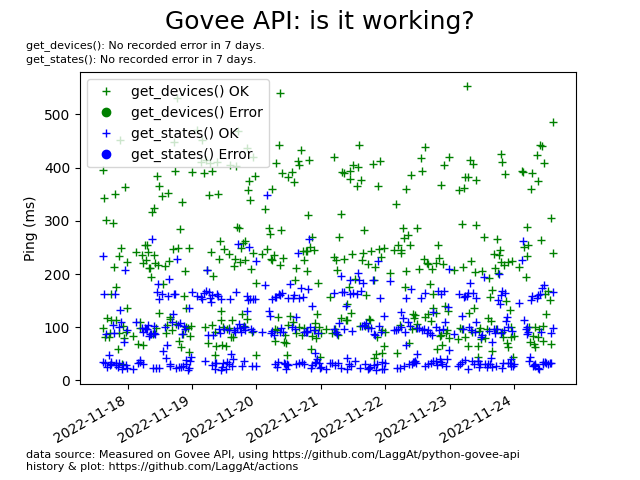 Govee API: is it working?
get_devices(): No recorded error in 7 days.
get_states(): No recorded error in 7 days.
get_devices() OK
get_devices() Error
get_states() OK
get_states() Error
Ping (ms)
500
400
300
200
100
0
2022-11-18
2022-11-19
2022-11-20
2022-11-21
2022-11-22
2022-11-23
2022-11-24
data source: Measured on Govee API, using https://github.com/LaggAt/python-govee-api
history & plot: https://github.com/LaggAt/actions